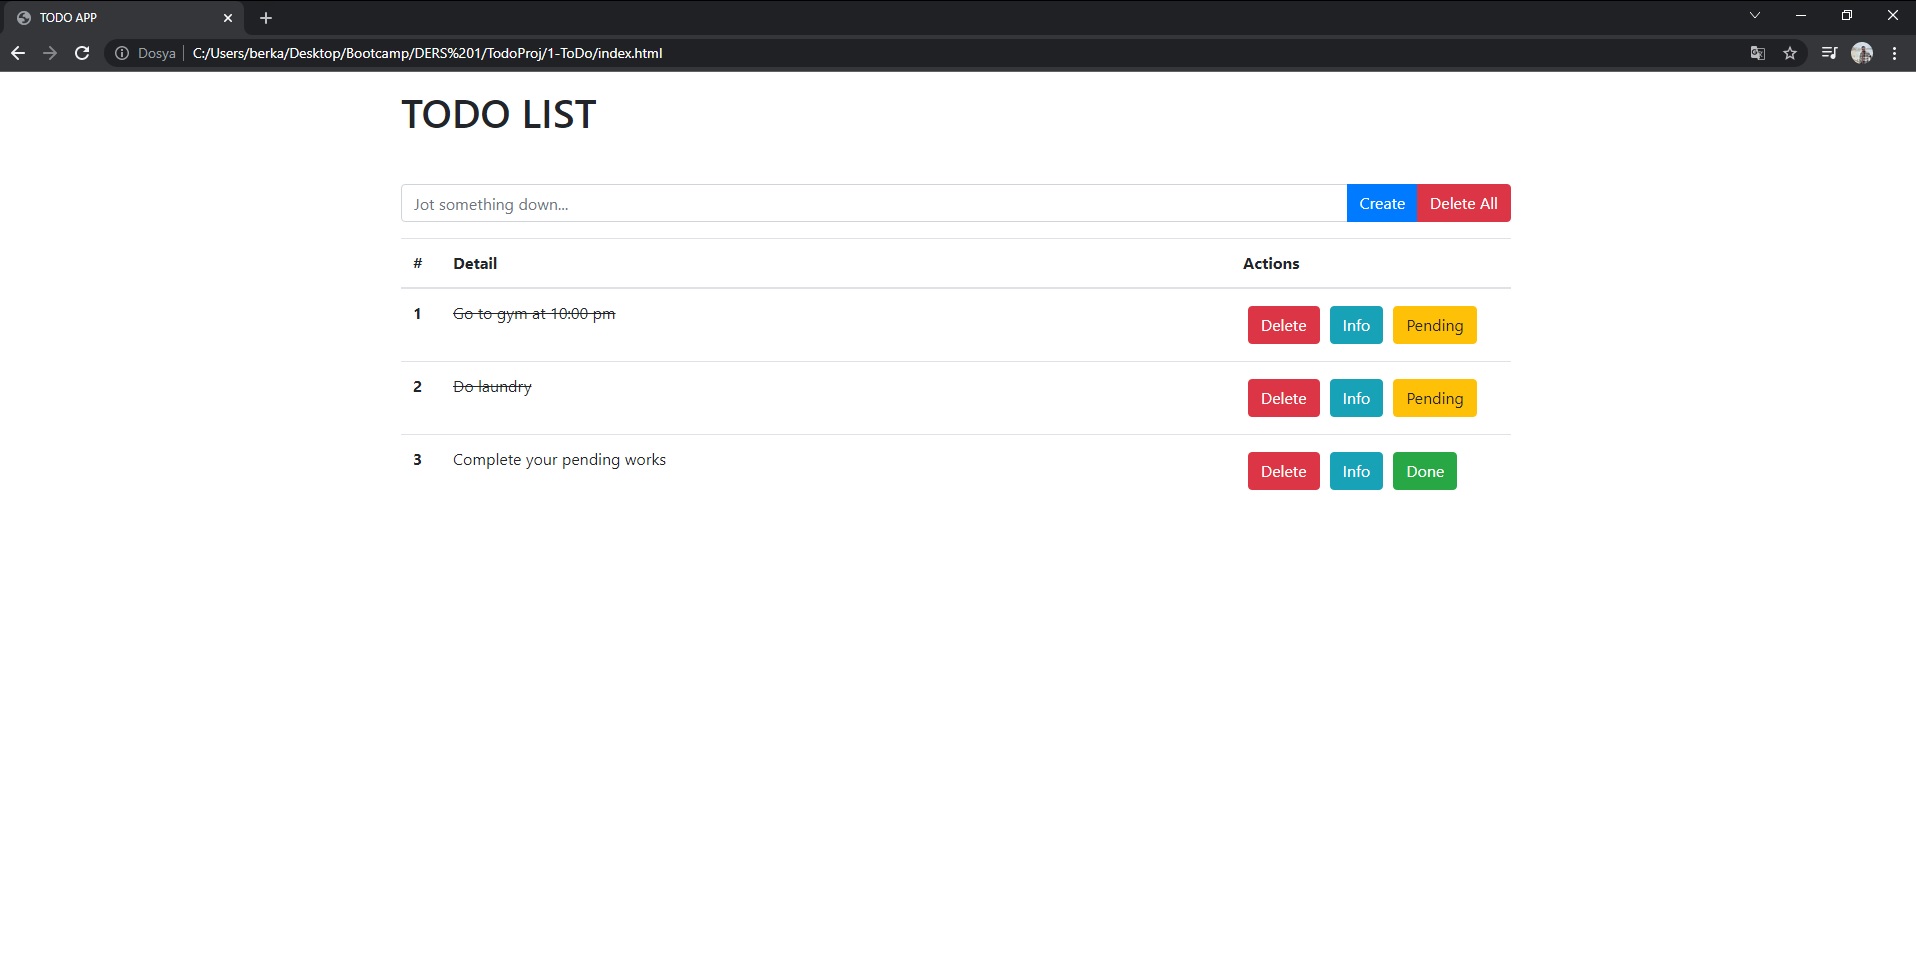 TODO APP
Dosya C:/Users/berka/Desktop/Bootcamp/DERS%201/TodoProj/1-ToDo/index.html
TODO LIST
Jot something down... Create Delete All
# Detail Actions
1 Go to gym at 10:00 pm Delete Info Pending
2 Do laundry Delete Info Pending
3 Complete your pending works Delete Info Done